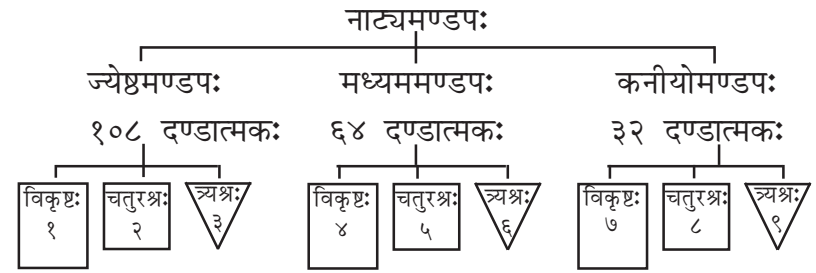 नाट्यमण्डपः
ज्येष्ठमण्डपः मध्यममण्डपः कनीयोमण्डपः
१०८ दण्डात्मकः ६४ दण्डात्मकः ३२ दण्डात्मकः
विकृष्टः चतुरश्रः त्र्यश्रः विकृष्टः चतुरश्रः त्र्यश्रः विकृष्टः चतुरश्रः त्र्यश्रः
१ २ ३ ४ ५ ६ ७ ८ ९